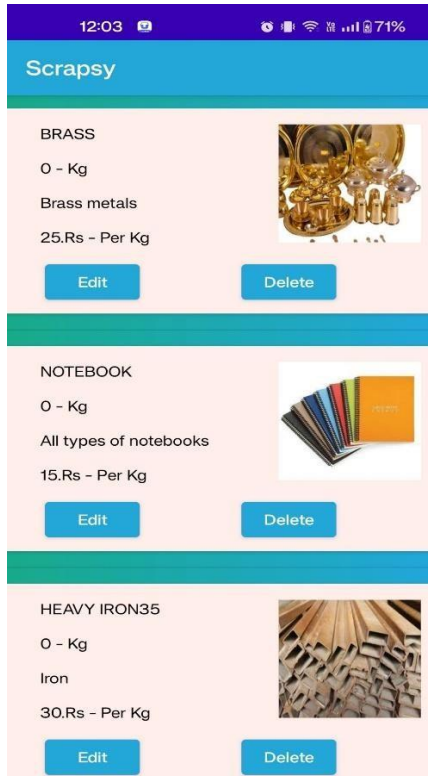 12:03 71%
Scrapsy
BRASS
0 - Kg
Brass metals
25.Rs - Per Kg
Edit Delete
NOTEBOOK
0 - Kg
All types of notebooks
15.Rs - Per Kg
Edit Delete
HEAVY IRON35
0 - Kg
Iron
30.Rs - Per Kg
Edit Delete